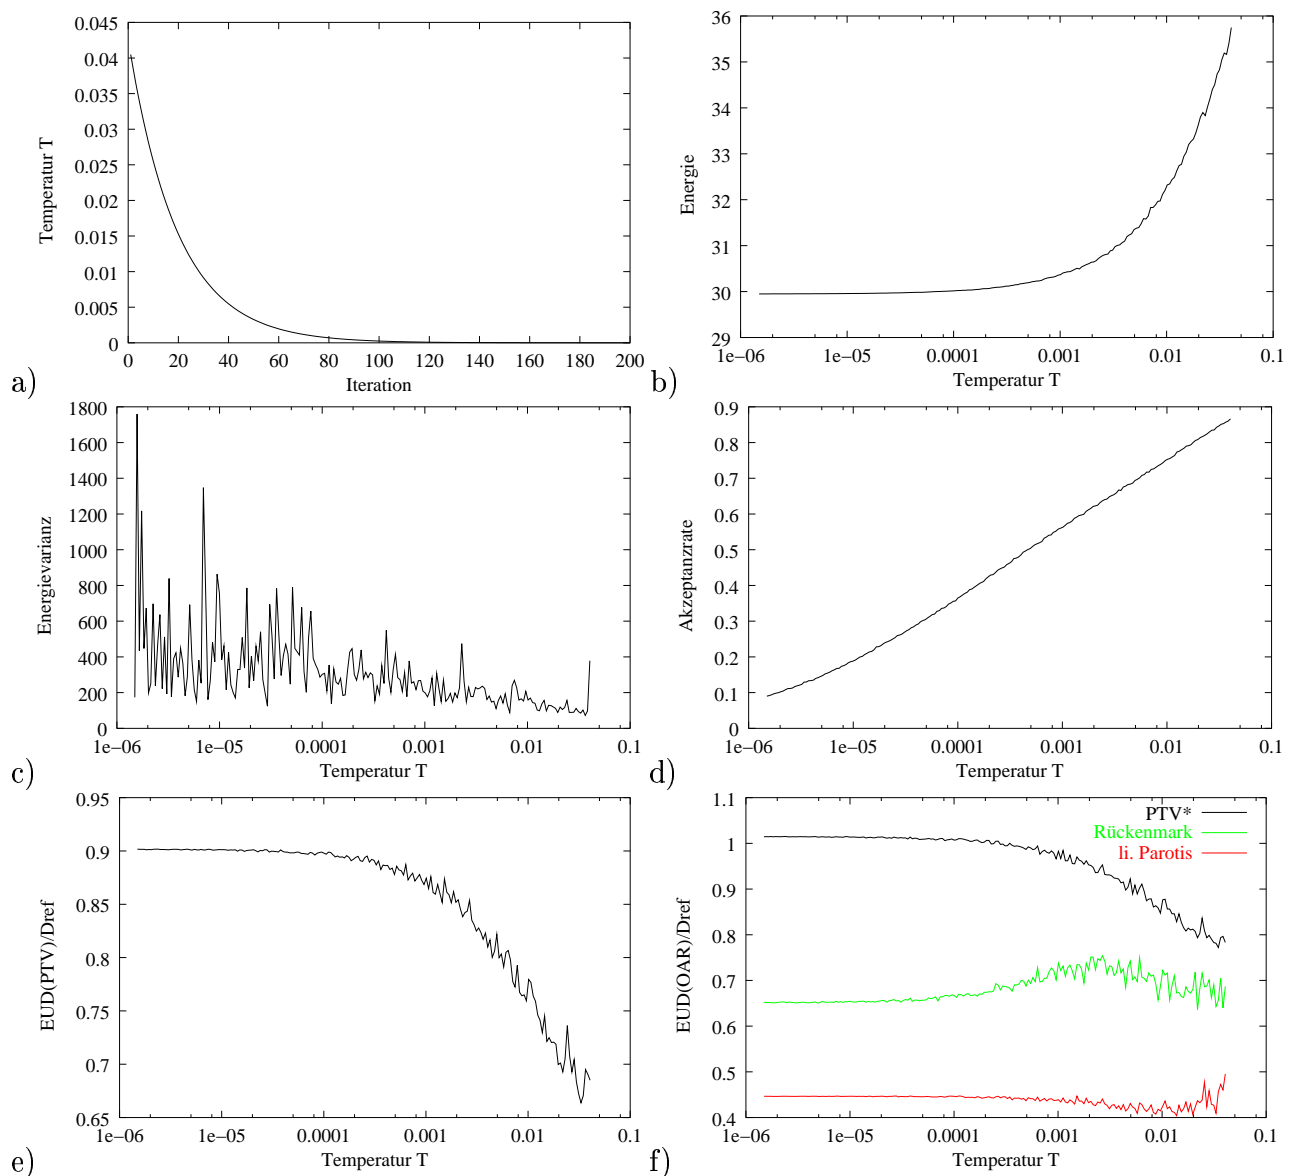 0.045
0.04
0.035
0.03
0.025
0.02
0.015
0.01
0.005
0
Temperatur T
0 20 40 60 80 100 120 140 160 180 200
Iteration
a)
36
35
34
33
32
31
30
29
Energie
1e−06 1e−05 0.0001 0.001 0.01 0.1
Temperatur T
b)
1800
1600
1400
1200
1000
800
600
400
200
0
Energievarianz
1e−06 1e−05 0.0001 0.001 0.01 0.1
Temperatur T
c)
0.9
0.8
0.7
0.6
0.5
0.4
0.3
0.2
0.1
0
Akzeptanzrate
1e−06 1e−05 0.0001 0.001 0.01 0.1
Temperatur T
d)
0.95
0.9
0.85
0.8
0.75
0.7
0.65
EUD(PTV)/Dref
1e−06 1e−05 0.0001 0.001 0.01 0.1
Temperatur T
e)
1.1
1
0.9
0.8
0.7
0.6
0.5
0.4
EUD(OAR)/Dref
PTV*
Rückenmark
li. Parotis
1e−06 1e−05 0.0001 0.001 0.01 0.1
Temperatur T
f)